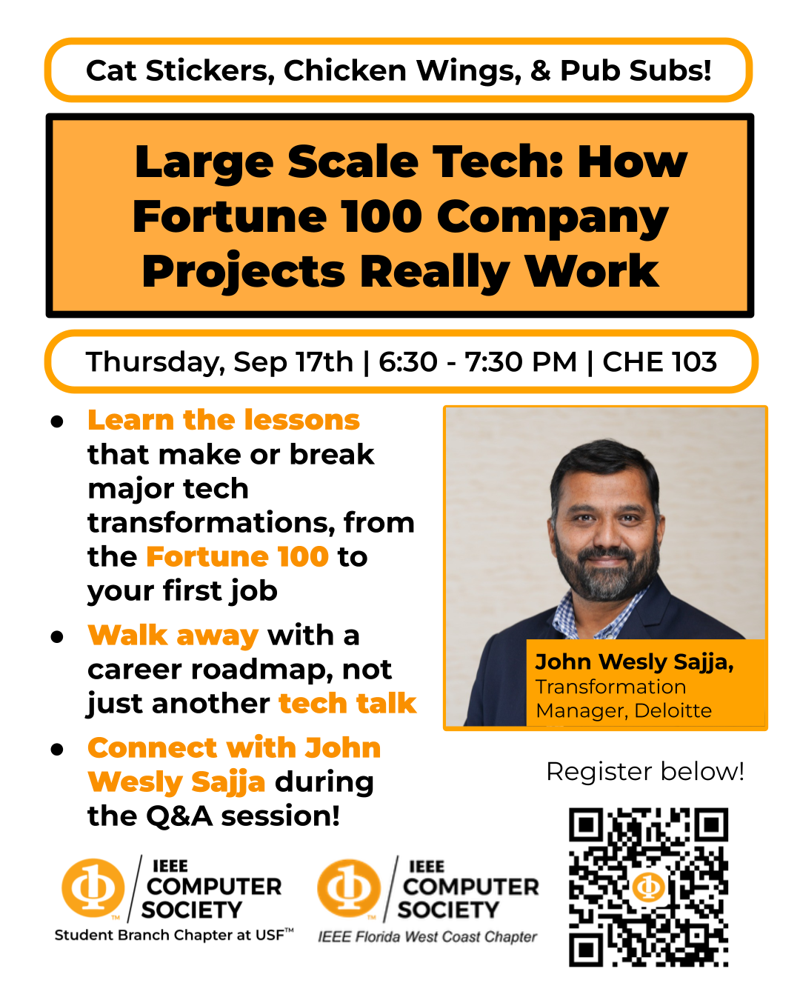 Cat Stickers, Chicken Wings, & Pub Subs!
Large Scale Tech: How
Fortune 100 Company
Projects Really Work
Thursday, Sep 17th | 6:30 - 7:30 PM | CHE 103
● Learn the lessons
that make or break
major tech
transformations, from
the Fortune 100 to
your first job
● Walk away with a
career roadmap, not
just another tech talk
● Connect with John
Wesly Sajja during
the Q&A session!
John Wesly Sajja,
Transformation
Manager, Deloitte
Register below!
IEEE
COMPUTER
SOCIETY
TM
Student Branch Chapter at USF™
IEEE
COMPUTER
SOCIETY
TM
IEEE Florida West Coast Chapter